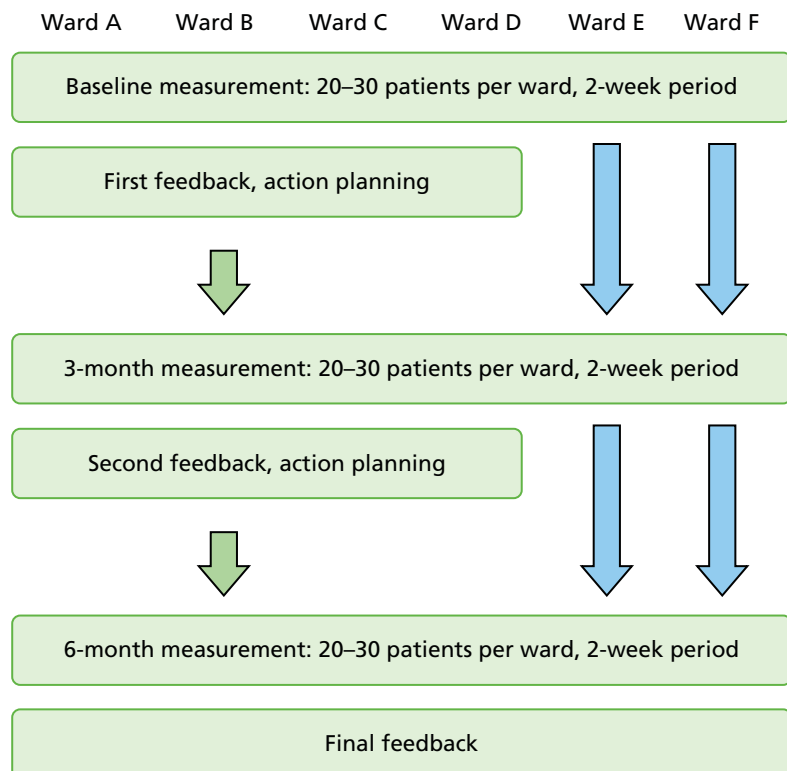 Ward A Ward B Ward C Ward D Ward E Ward F
Baseline measurement: 20–30 patients per ward, 2-week period
First feedback, action planning
3-month measurement: 20–30 patients per ward, 2-week period
Second feedback, action planning
6-month measurement: 20–30 patients per ward, 2-week period
Final feedback